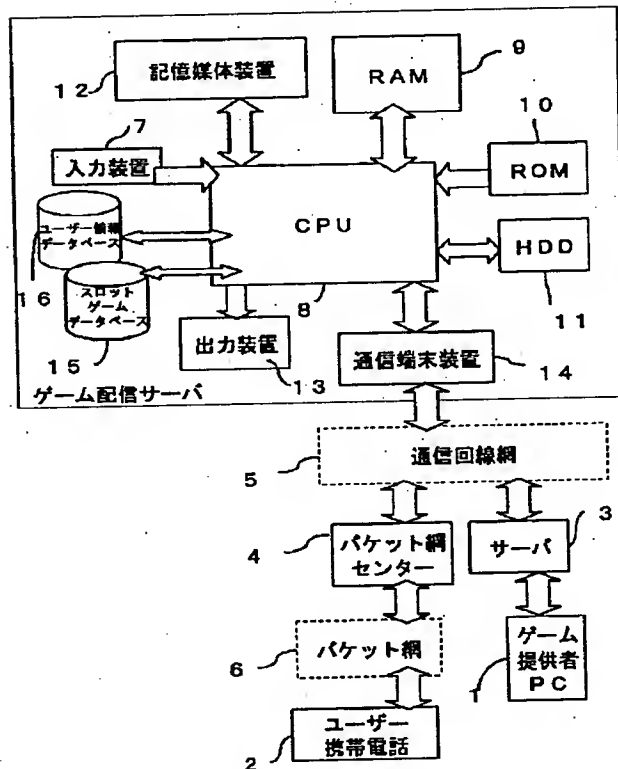 12
記憶媒体装置
RAM
9
7
入力装置
10
ROM
CPU
ユーザー情報
データベース
16
スロット
ゲーム
データベース
15
HDD
11
8
出力装置
13
通信端末装置
14
ゲーム配信サーバ
通信回線網
5
4
パケット網
センター
サーバ
3
パケット網
6
ゲーム
提供者
PC
1
ユーザー
携帯電話
2